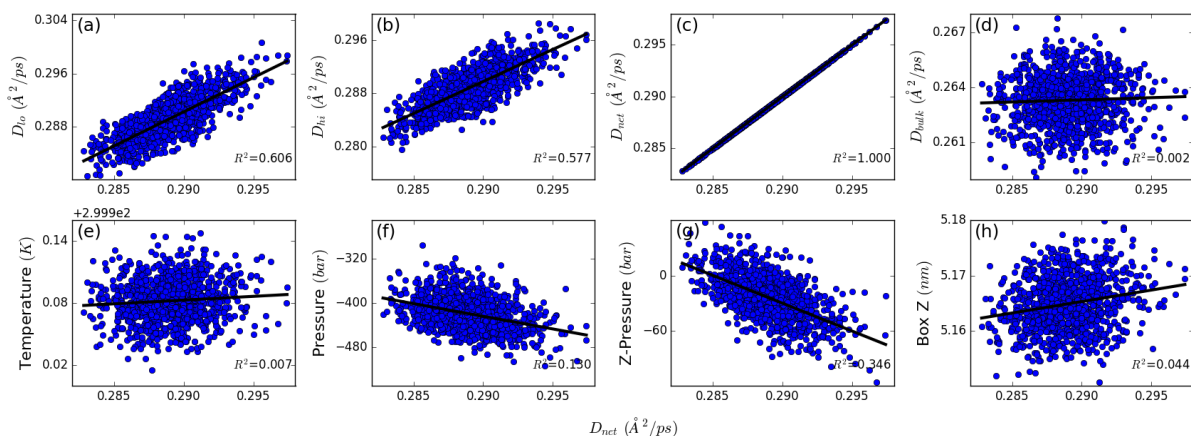 (a)
0.304
0.296
0.288
D_lo (Å^2/ps)
R^2=0.606
0.285 0.290 0.295
(b)
0.296
0.288
0.280
D_hi (Å^2/ps)
R^2=0.577
0.285 0.290 0.295
(c)
0.295
0.290
0.285
D_net (Å^2/ps)
R^2=1.000
0.285 0.290 0.295
(d)
0.267
0.264
0.261
D_bulk (Å^2/ps)
R^2=0.002
0.285 0.290 0.295
+2.999e2
(e)
0.14
0.08
0.02
Temperature (K)
R^2=0.007
0.285 0.290 0.295
(f)
−320
−400
−480
Pressure (bar)
R^2=0.130
0.285 0.290 0.295
(g)
0
−60
Z-Pressure (bar)
R^2=0.346
0.285 0.290 0.295
(h)
5.18
5.17
5.16
Box Z (nm)
R^2=0.044
0.285 0.290 0.295
D_net (Å^2/ps)